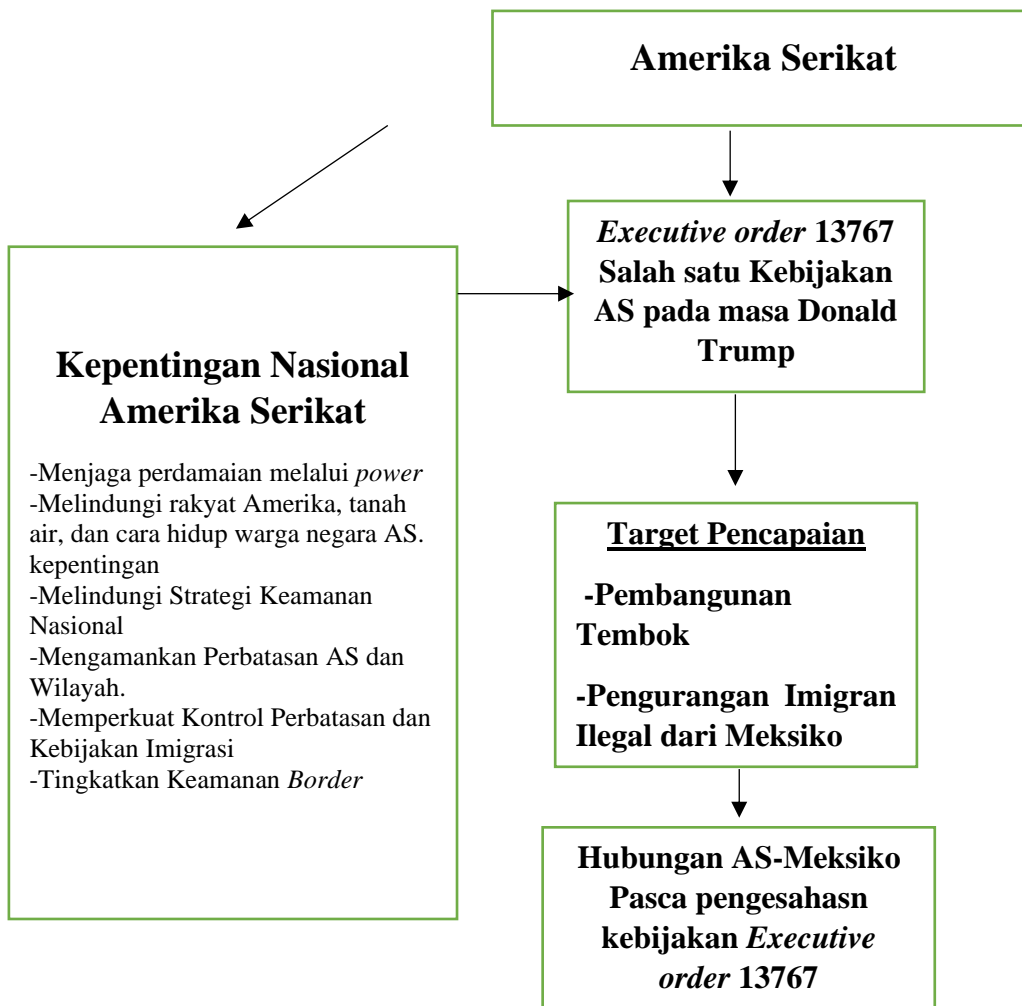 Amerika Serikat
Executive order 13767
Salah satu Kebijakan
AS pada masa Donald
Trump
Kepentingan Nasional
Amerika Serikat
-Menjaga perdamaian melalui power
-Melindungi rakyat Amerika, tanah
air, dan cara hidup warga negara AS.
kepentingan
-Melindungi Strategi Keamanan
Nasional
-Mengamankan Perbatasan AS dan
Wilayah.
-Memperkuat Kontrol Perbatasan dan
Kebijakan Imigrasi
-Tingkatkan Keamanan Border
Target Pencapaian
-Pembangunan
Tembok
-Pengurangan Imigran
Ilegal dari Meksiko
Hubungan AS-Meksiko
Pasca pengesahasn
kebijakan Executive
order 13767